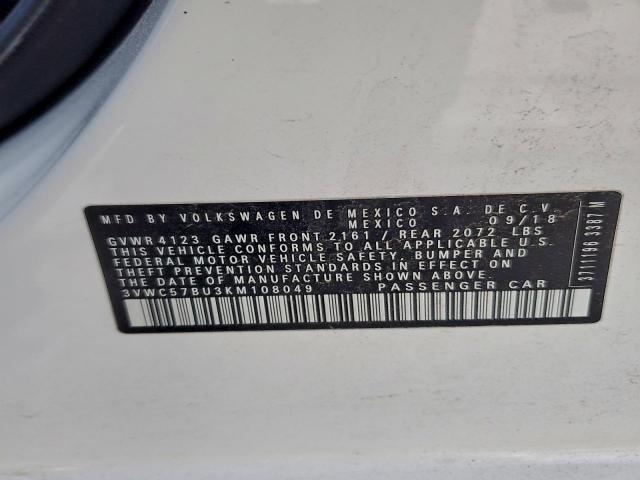 MFD BY VOLKSWAGEN DE MEXICO S.A. DE C.V
MEXICO 09/18
GVWR 4123 GAWR FRONT 2161 / REAR 2072 LBS
THIS VEHICLE CONFORMS TO ALL APPLICABLE U.S.
FEDERAL MOTOR VEHICLE SAFETY, BUMPER AND
THEFT PREVENTION STANDARDS IN EFFECT ON
THE DATE OF MANUFACTURE SHOWN ABOVE.
3VWC57BU3KM108049 PASSENGER CAR
3711166 3387 M